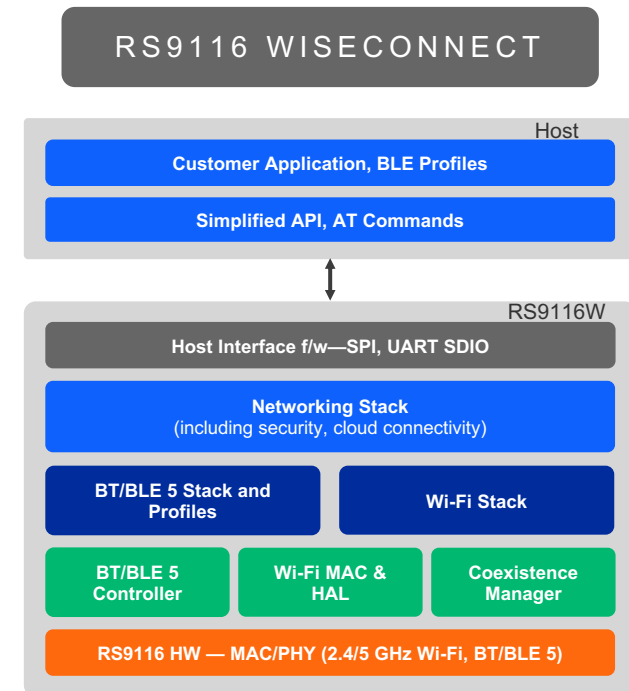 RS9116 WISECONNECT
Host
Customer Application, BLE Profiles
Simplified API, AT Commands
RS9116W
Host Interface f/w—SPI, UART SDIO
Networking Stack
(including security, cloud connectivity)
BT/BLE 5 Stack and
Profiles
Wi-Fi Stack
BT/BLE 5
Controller
Wi-Fi MAC &
HAL
Coexistence
Manager
RS9116 HW — MAC/PHY (2.4/5 GHz Wi-Fi, BT/BLE 5)